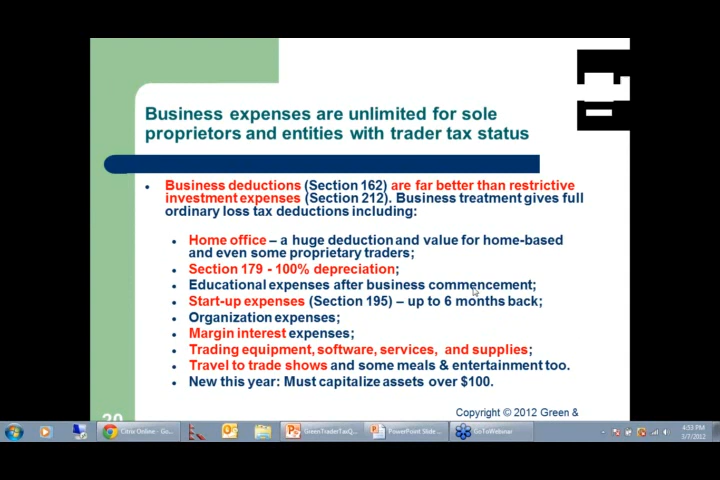 Business expenses are unlimited for sole
proprietors and entities with trader tax status
• Business deductions (Section 162) are far better than restrictive
investment expenses (Section 212). Business treatment gives full
ordinary loss tax deductions including:
• Home office – a huge deduction and value for home-based
and even some proprietary traders;
• Section 179 - 100% depreciation;
• Educational expenses after business commencement;
• Start-up expenses (Section 195) – up to 6 months back;
• Organization expenses;
• Margin interest expenses;
• Trading equipment, software, services, and supplies;
• Travel to trade shows and some meals & entertainment too.
• New this year: Must capitalize assets over $100.
Copyright © 2012 Green &
20
Citrix Online - Go...
GreenTraderTaxQ...
PowerPoint Slide ...
GoToWebinar
4:53 PM
3/7/2012